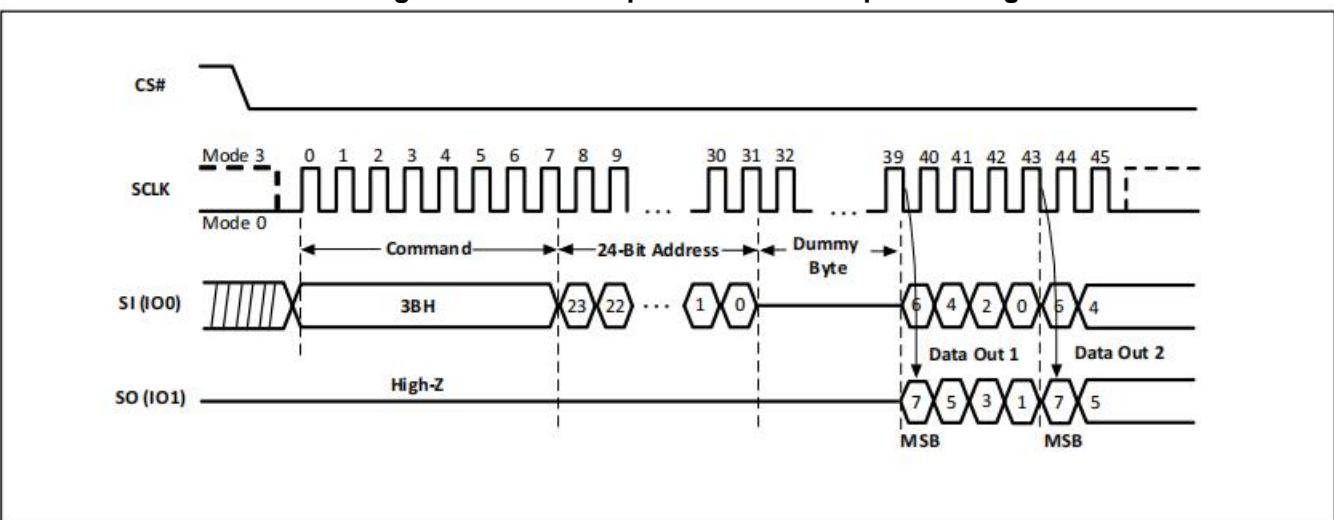 CS#
Mode 3 0 1 2 3 4 5 6 7 8 9 30 31 32 39 40 41 42 43 44 45
SCLK ... ...
Mode 0
Command 24-Bit Address Dummy
Byte
SI (IO0) 3BH 23 22 ... 1 0 6 4 2 0 6 4
Data Out 1 Data Out 2
High-Z
SO (IO1) 7 5 3 1 7 5
MSB MSB